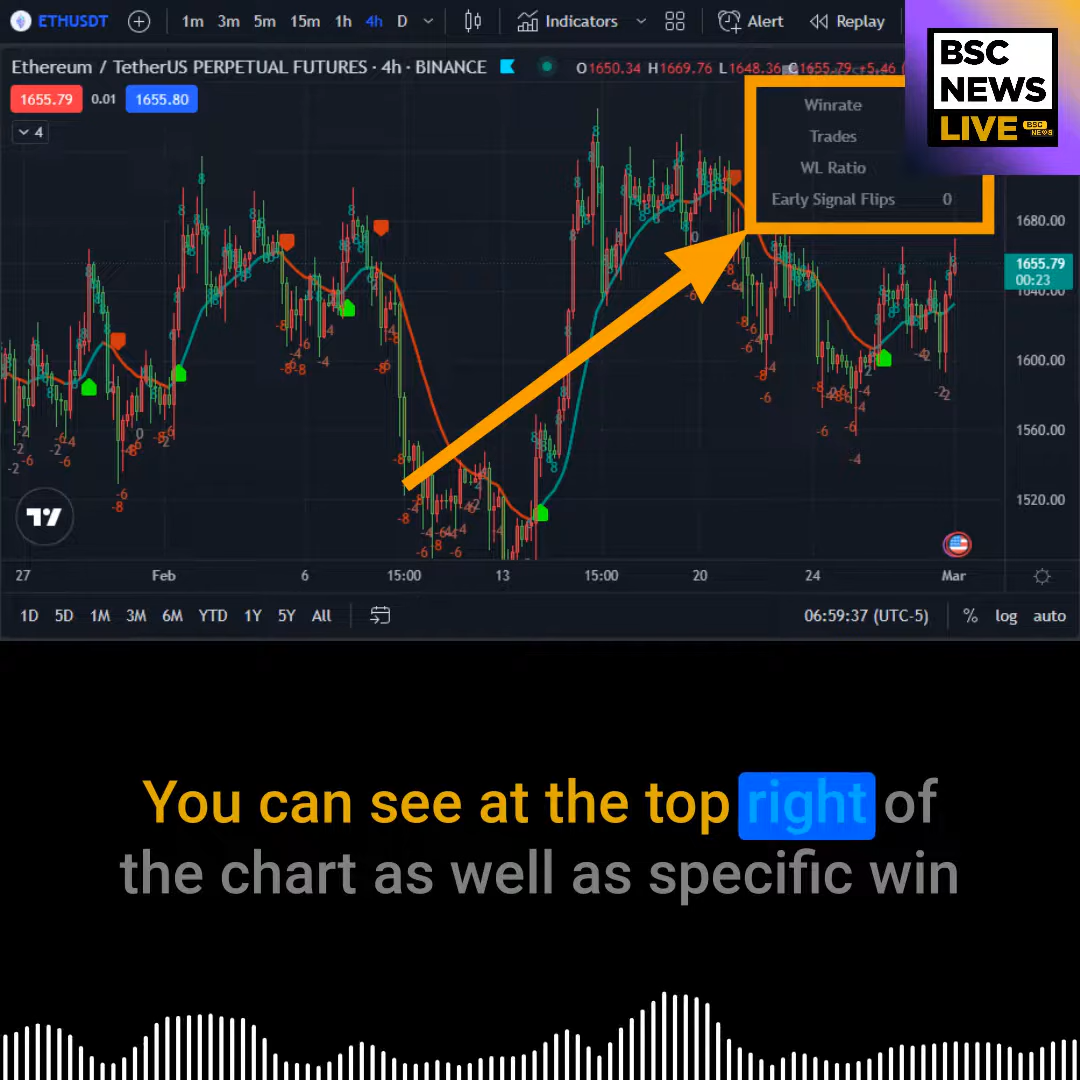 ETHUSDT 1m 3m 5m 15m 1h 4h D Indicators Alert Replay
BSC
NEWS
LIVE BSC NEWS
Ethereum / TetherUS PERPETUAL FUTURES · 4h · BINANCE O1650.34 H1669.76 L1648.36 C1655.79 +5.46
1655.79 0.01 1655.80
4
Winrate
Trades
WL Ratio
Early Signal Flips 0
1680.00
1655.79
00:23
1640.00
1600.00
1560.00
1520.00
27 Feb 6 15:00 13 15:00 20 24 Mar
1D 5D 1M 3M 6M YTD 1Y 5Y All 06:59:37 (UTC-5) % log auto
You can see at the top right of
the chart as well as specific win